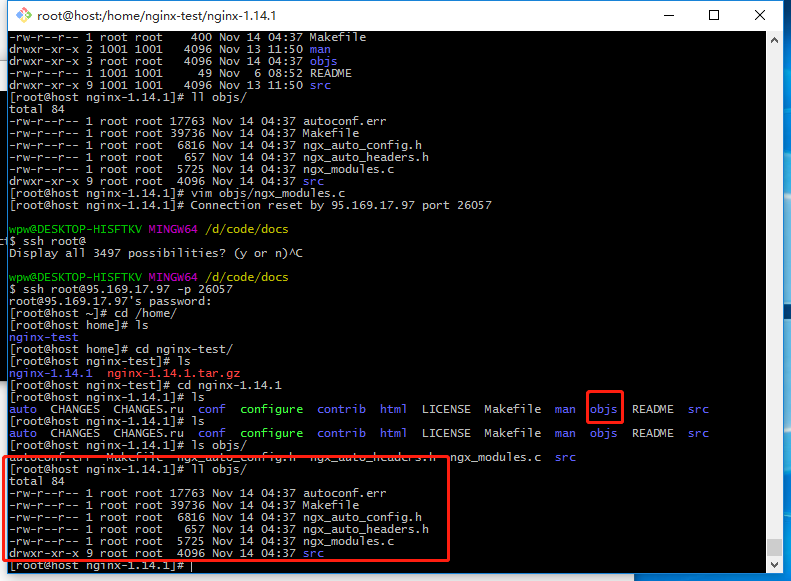 root@host:/home/nginx-test/nginx-1.14.1
-rw-r--r-- 1 root root    400 Nov 14 04:37 Makefile
drwxr-xr-x 2 1001 1001   4096 Nov 13 11:50 man
drwxr-xr-x 3 root root   4096 Nov 14 04:37 objs
-rw-r--r-- 1 1001 1001     49 Nov  6 08:52 README
drwxr-xr-x 9 1001 1001   4096 Nov 13 11:50 src
[root@host nginx-1.14.1]# ll objs/
total 84
-rw-r--r-- 1 root root 17763 Nov 14 04:37 autoconf.err
-rw-r--r-- 1 root root 39736 Nov 14 04:37 Makefile
-rw-r--r-- 1 root root  6816 Nov 14 04:37 ngx_auto_config.h
-rw-r--r-- 1 root root   657 Nov 14 04:37 ngx_auto_headers.h
-rw-r--r-- 1 root root  5725 Nov 14 04:37 ngx_modules.c
drwxr-xr-x 9 root root  4096 Nov 14 04:37 src
[root@host nginx-1.14.1]# vim objs/ngx_modules.c
[root@host nginx-1.14.1]# Connection reset by 95.169.17.97 port 26057
wpw@DESKTOP-HISFTKV MINGW64 /d/code/docs
$ ssh root@
Display all 3497 possibilities? (y or n)^C
wpw@DESKTOP-HISFTKV MINGW64 /d/code/docs
$ ssh root@95.169.17.97 -p 26057
root@95.169.17.97's password:
[root@host ~]# cd /home/
[root@host home]# ls
nginx-test
[root@host home]# cd nginx-test/
[root@host nginx-test]# ls
nginx-1.14.1  nginx-1.14.1.tar.gz
[root@host nginx-test]# cd nginx-1.14.1
[root@host nginx-1.14.1]# ls
auto  CHANGES  CHANGES.ru  conf  configure  contrib  html  LICENSE  Makefile  man  objs  README  src
[root@host nginx-1.14.1]# ls
auto  CHANGES  CHANGES.ru  conf  configure  contrib  html  LICENSE  Makefile  man  objs  README  src
[root@host nginx-1.14.1]# ls objs/
autoconf.err  Makefile  ngx_auto_config.h  ngx_auto_headers.h  ngx_modules.c  src
[root@host nginx-1.14.1]# ll objs/
total 84
-rw-r--r-- 1 root root 17763 Nov 14 04:37 autoconf.err
-rw-r--r-- 1 root root 39736 Nov 14 04:37 Makefile
-rw-r--r-- 1 root root  6816 Nov 14 04:37 ngx_auto_config.h
-rw-r--r-- 1 root root   657 Nov 14 04:37 ngx_auto_headers.h
-rw-r--r-- 1 root root  5725 Nov 14 04:37 ngx_modules.c
drwxr-xr-x 9 root root  4096 Nov 14 04:37 src
[root@host nginx-1.14.1]#